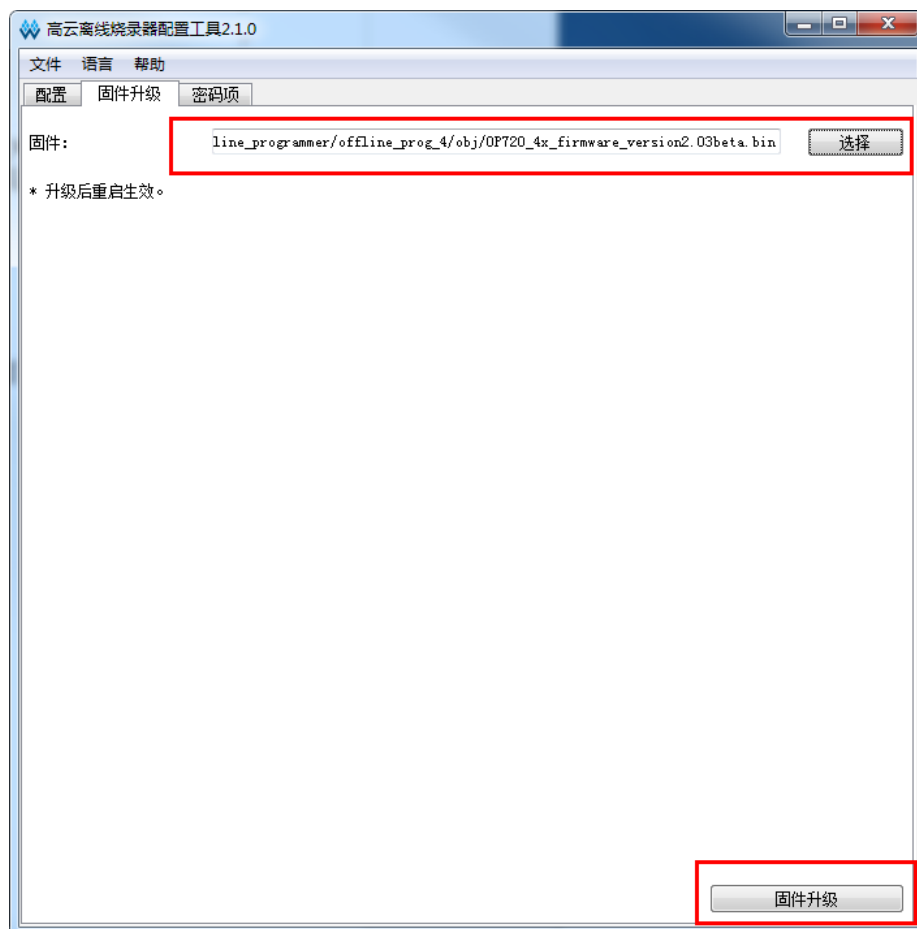 高云离线烧录器配置工具2.1.0
文件 语言 帮助
配置 固件升级 密码项
固件: line_programmer/offline_prog_4/obj/OP720_4x_firmware_version2.03beta.bin 选择
* 升级后重启生效。
固件升级